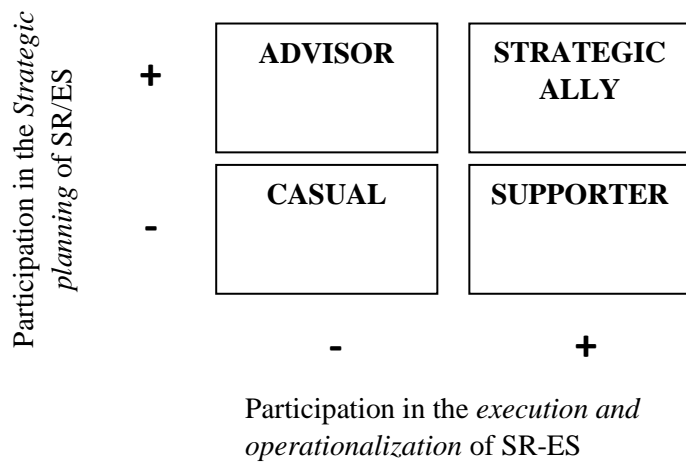 Participation in the Strategic
planning of SR/ES
+
ADVISOR
STRATEGIC
ALLY
-
CASUAL
SUPPORTER
-
+
Participation in the execution and
operationalization of SR-ES